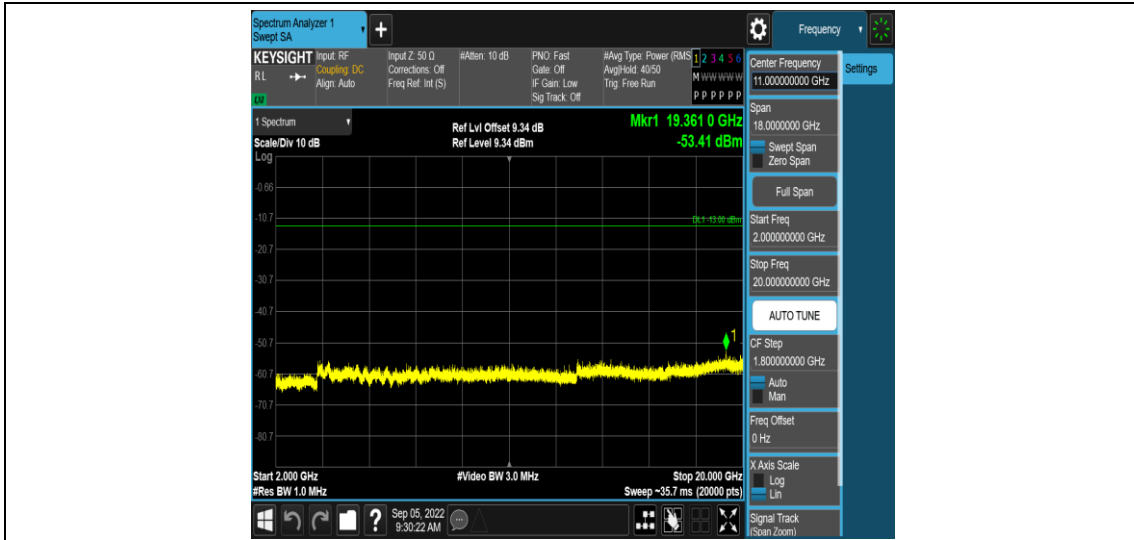 Spectrum Analyzer 1
Swept SA
+
Frequency
KEYSIGHT
R L
Input: RF
Coupling: DC
Align: Auto
Input Z: 50 Ω
Corrections: Off
Freq Ref: Int (S)
#Atten: 10 dB
PNO: Fast
Gate: Off
IF Gain: Low
Sig Track: Off
#Avg Type: Power (RMS
Avg|Hold: 40/50
Trig: Free Run
1 2 3 4 5 6
M W W W W W
P P P P P P
1 Spectrum
Scale/Div 10 dB
Log
Ref Lvl Offset 9.34 dB
Ref Level 9.34 dBm
Mkr1 19.361 0 GHz
-53.41 dBm
-0.66
-10.7
DL1 -13.00 dBm
-20.7
-30.7
-40.7
-50.7
1
-60.7
-70.7
-80.7
Start 2.000 GHz
#Video BW 3.0 MHz
Stop 20.000 GHz
#Res BW 1.0 MHz
Sweep ~35.7 ms (20000 pts)
?
Sep 05, 2022
9:30:22 AM
Center Frequency
11.000000000 GHz
Settings
Span
18.0000000 GHz
Swept Span
Zero Span
Full Span
Start Freq
2.000000000 GHz
Stop Freq
20.000000000 GHz
AUTO TUNE
CF Step
1.800000000 GHz
Auto
Man
Freq Offset
0 Hz
X Axis Scale
Log
Lin
Signal Track
(Span Zoom)